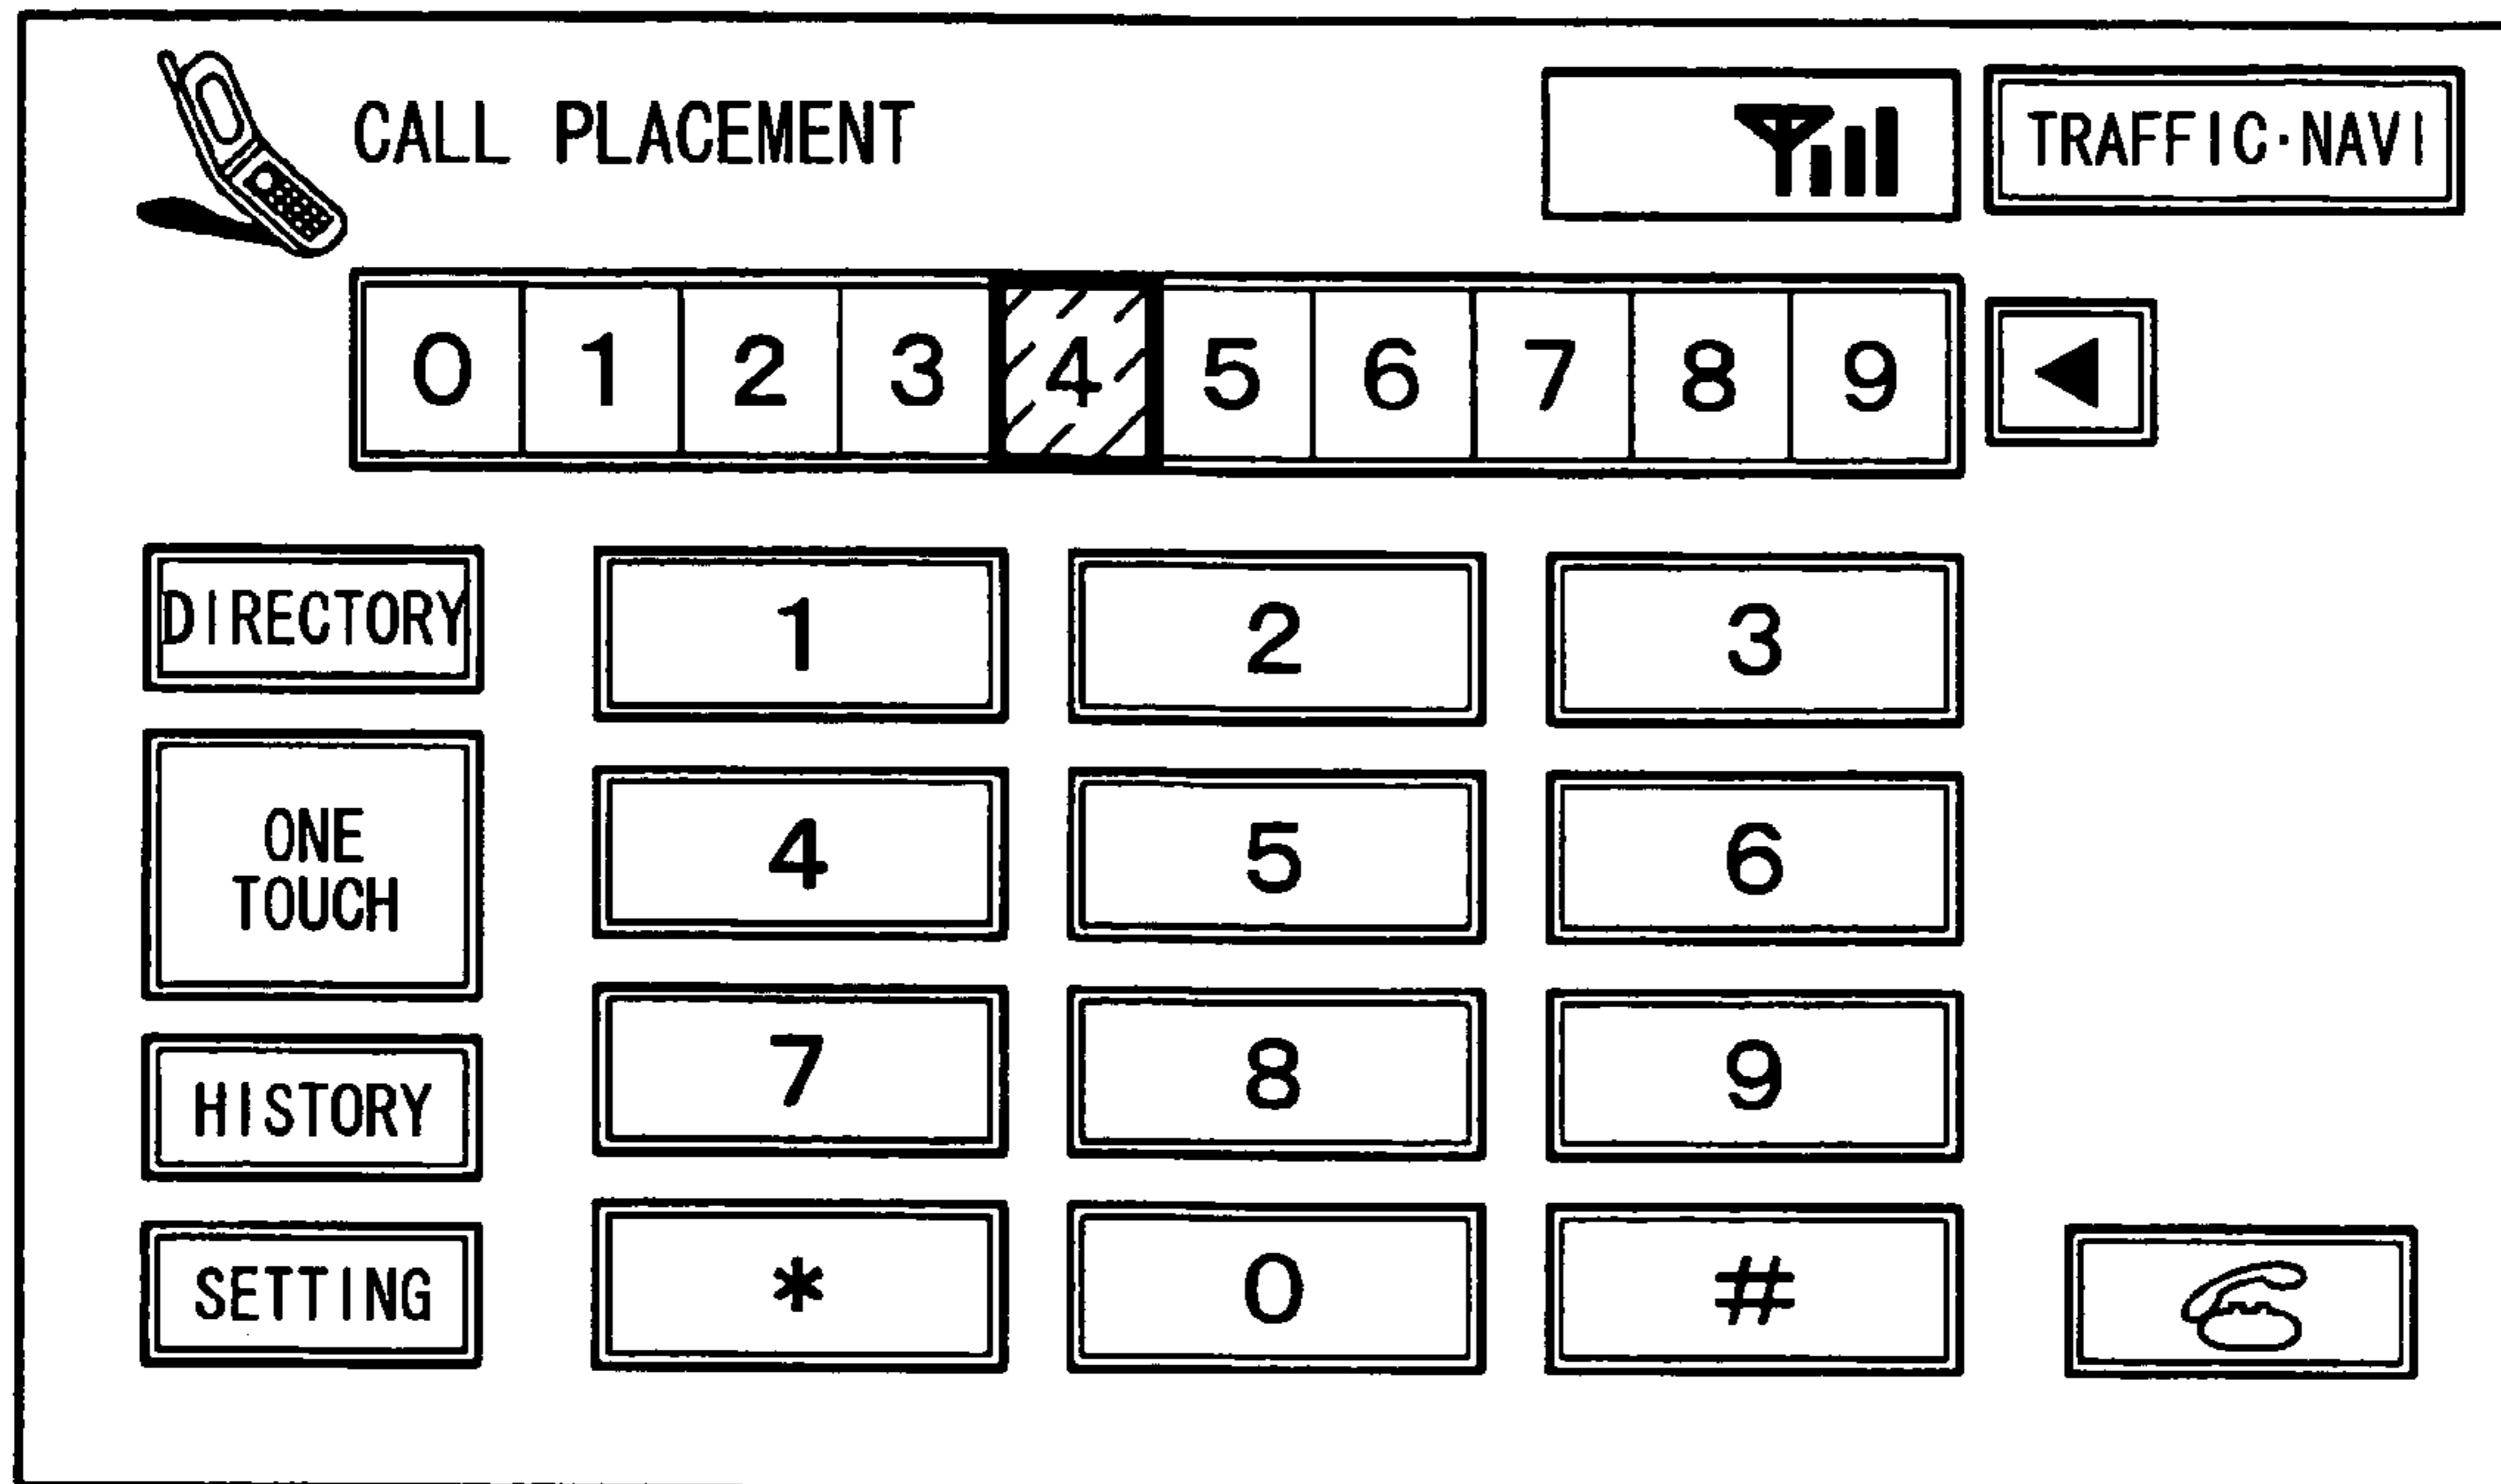 CALL PLACEMENT
TRAFFIC·NAVI
0 1 2 3 4 5 6 7 8 9
DIRECTORY
1 2 3
ONE
TOUCH
4 5 6
HISTORY
7 8 9
SETTING
* 0 #